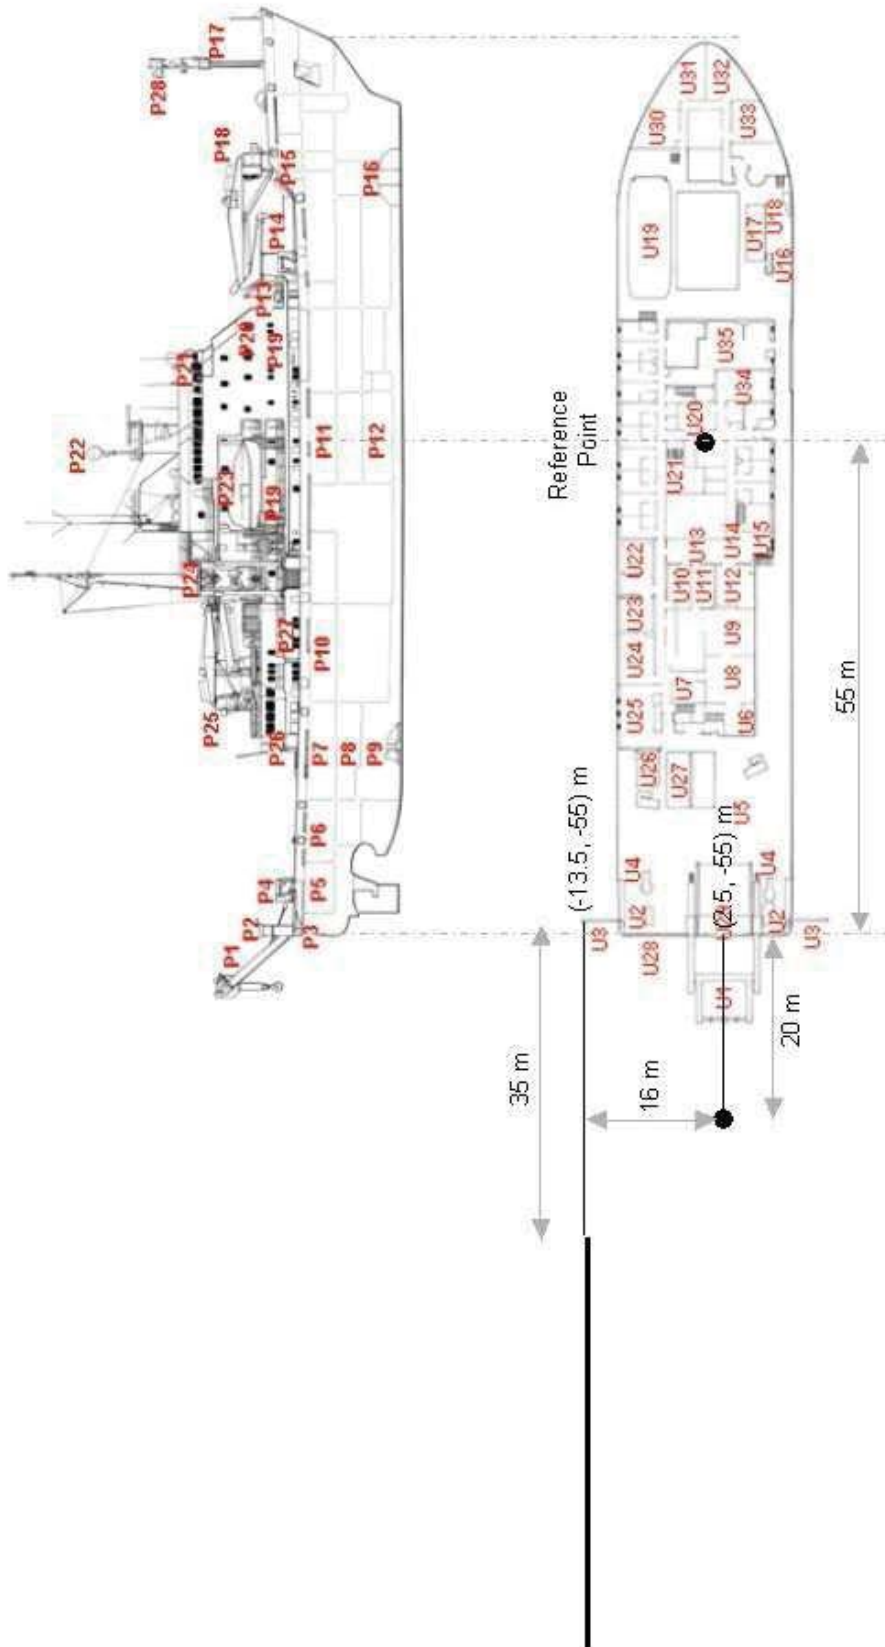 P17
P28
P18
P15
P16
P14
P13
P20
P19
P21
P22
P11
P12
P23
P19
P24
P27
P10
P25
P26
P7
P8
P9
P6
P4
P5
P2
P3
P1
U31
U32
U30
U33
U19
U17
U18
U16
U35
U34
U20
U21
Reference
Point
U22
U13
U14
U15
U10
U11
U12
U23
U24
U9
U7
U8
U25
U6
U26
U27
U5
55 m
(-13.5, -55) m
(2.5, -55) m
U4
U4
U2
U2
U3
U3
U28
U1
35 m
16 m
20 m